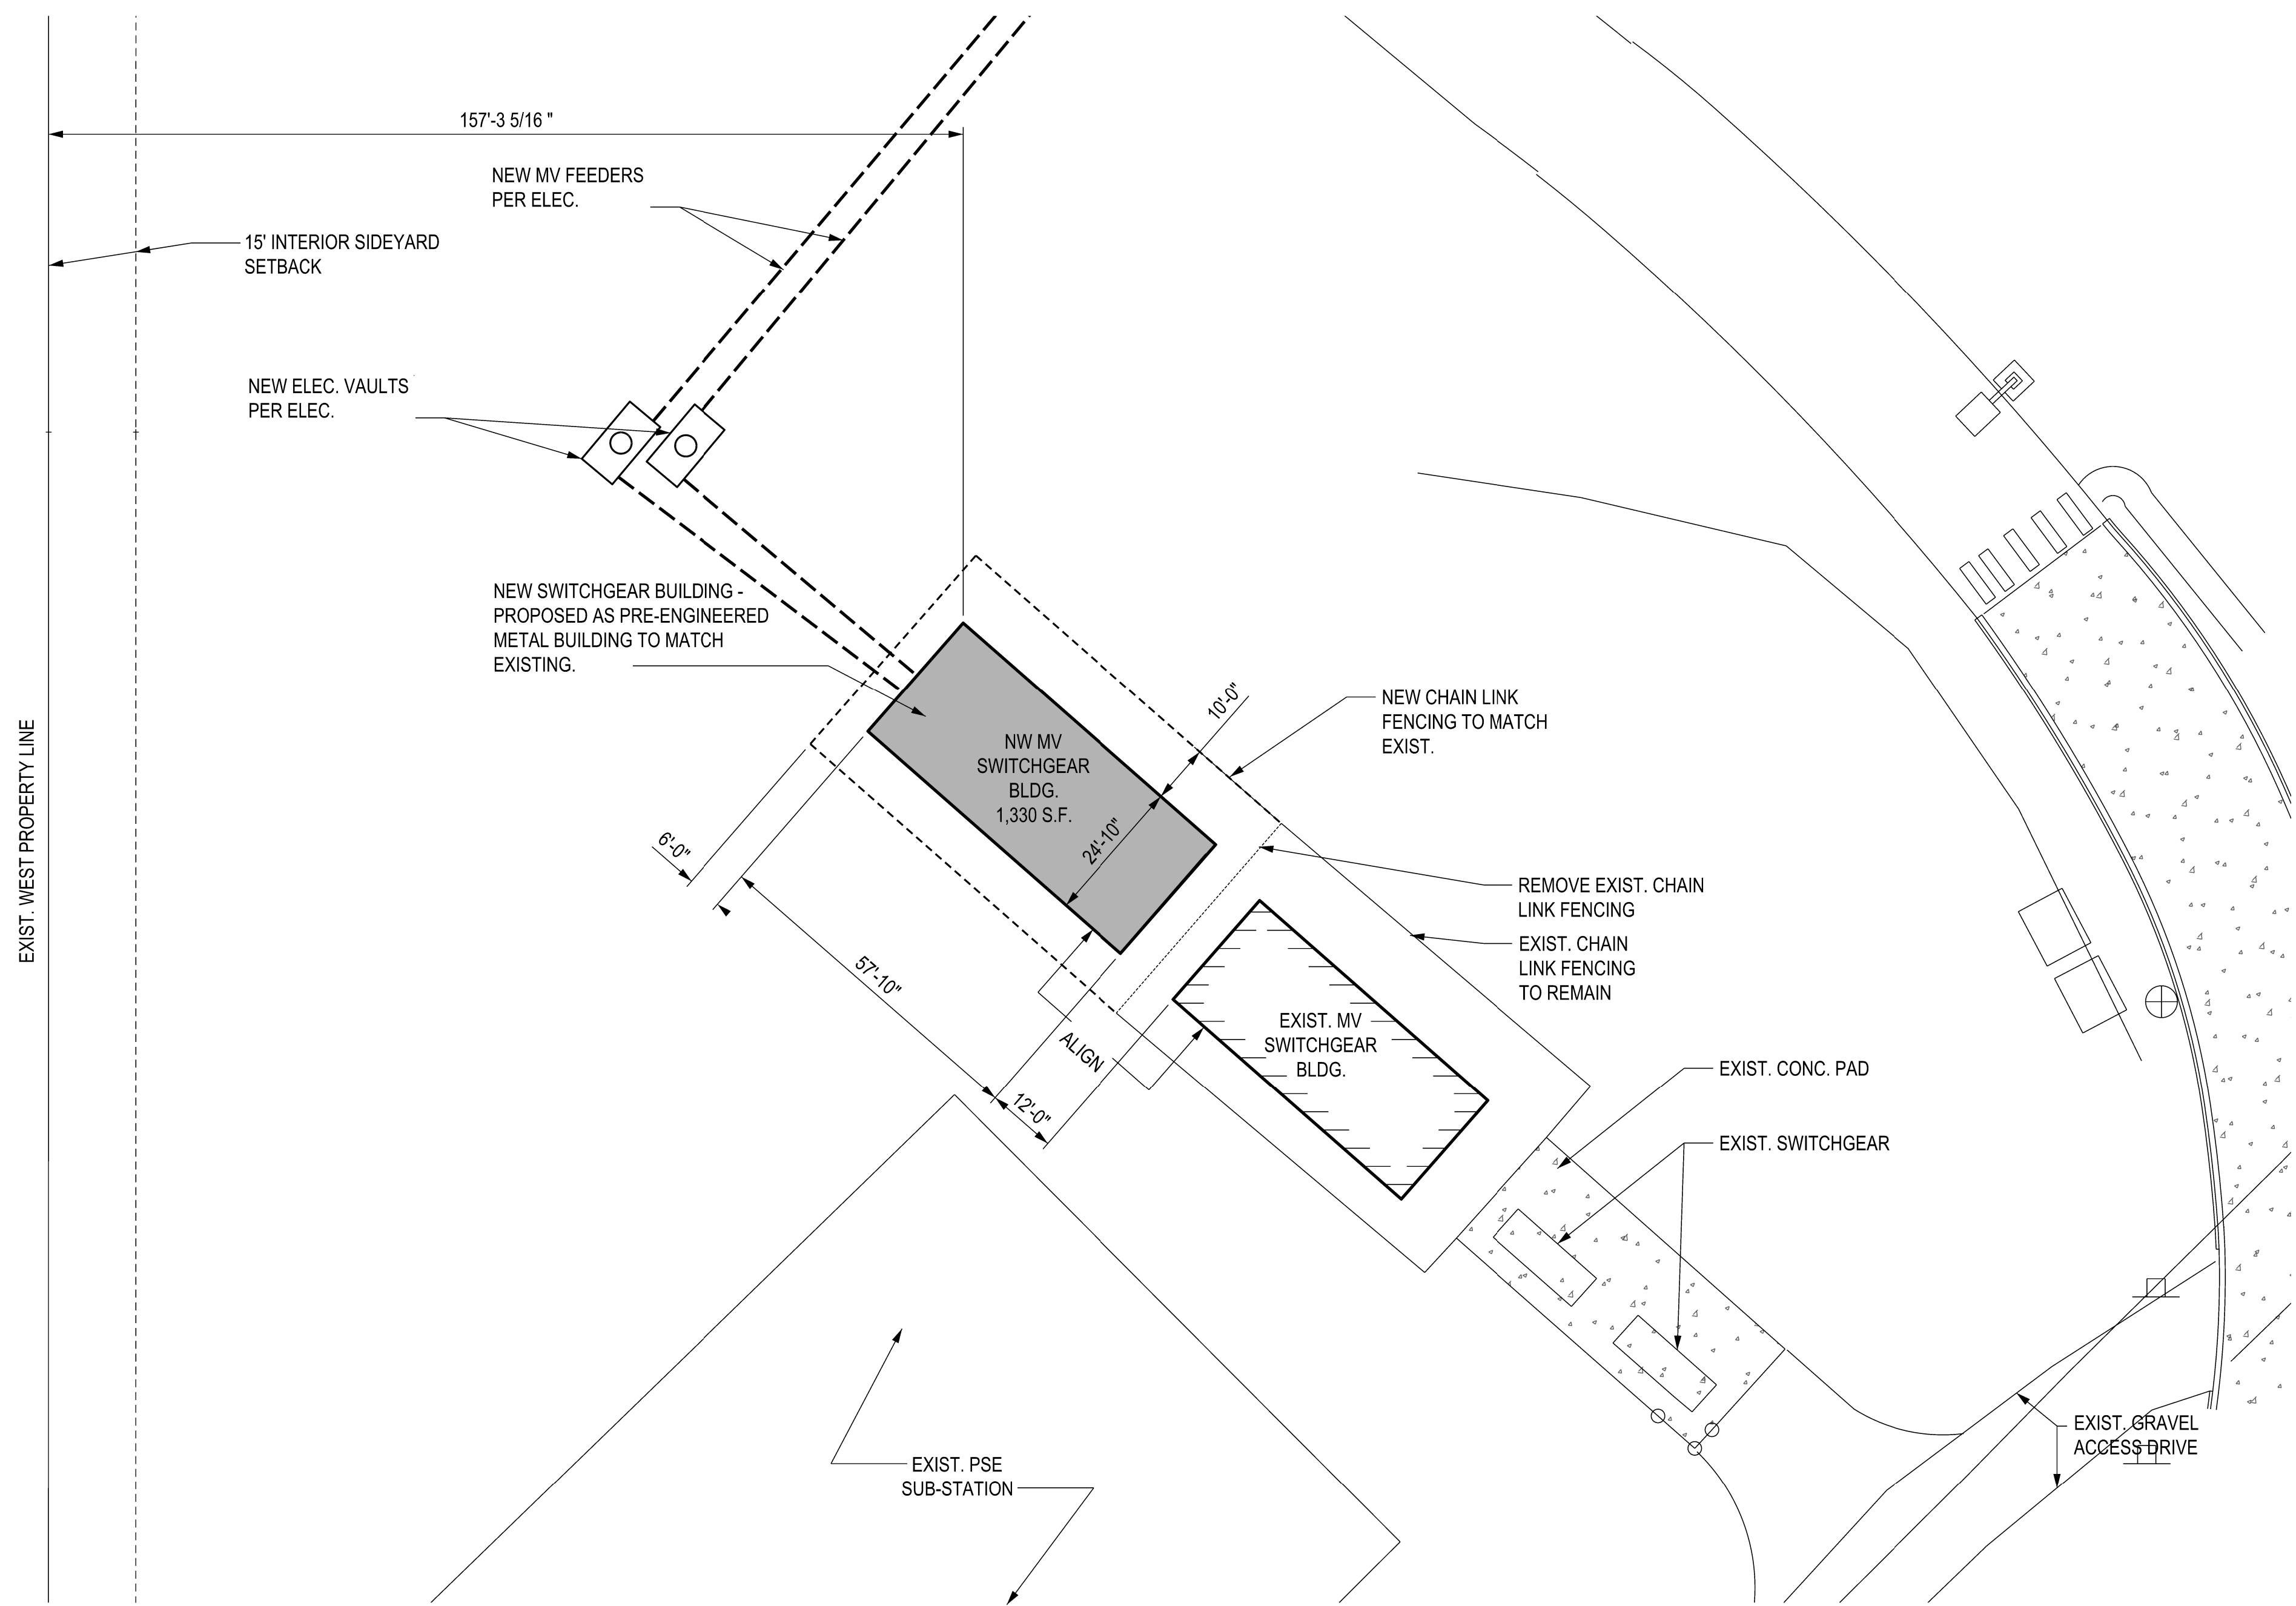 157'-3 5/16 "
NEW MV FEEDERS
PER ELEC.
15' INTERIOR SIDEYARD
SETBACK
NEW ELEC. VAULTS
PER ELEC.
NEW SWITCHGEAR BUILDING -
PROPOSED AS PRE-ENGINEERED
METAL BUILDING TO MATCH
EXISTING.
EXIST. WEST PROPERTY LINE
NW MV
SWITCHGEAR
BLDG.
1,330 S.F.
10'-0"
24'-10"
NEW CHAIN LINK
FENCING TO MATCH
EXIST.
6'-0"
57'-10"
ALIGN
12'-0"
REMOVE EXIST. CHAIN
LINK FENCING
EXIST. CHAIN
LINK FENCING
TO REMAIN
EXIST. MV
SWITCHGEAR
BLDG.
EXIST. CONC. PAD
EXIST. SWITCHGEAR
EXIST. PSE
SUB-STATION
EXIST. GRAVEL
ACCESS DRIVE